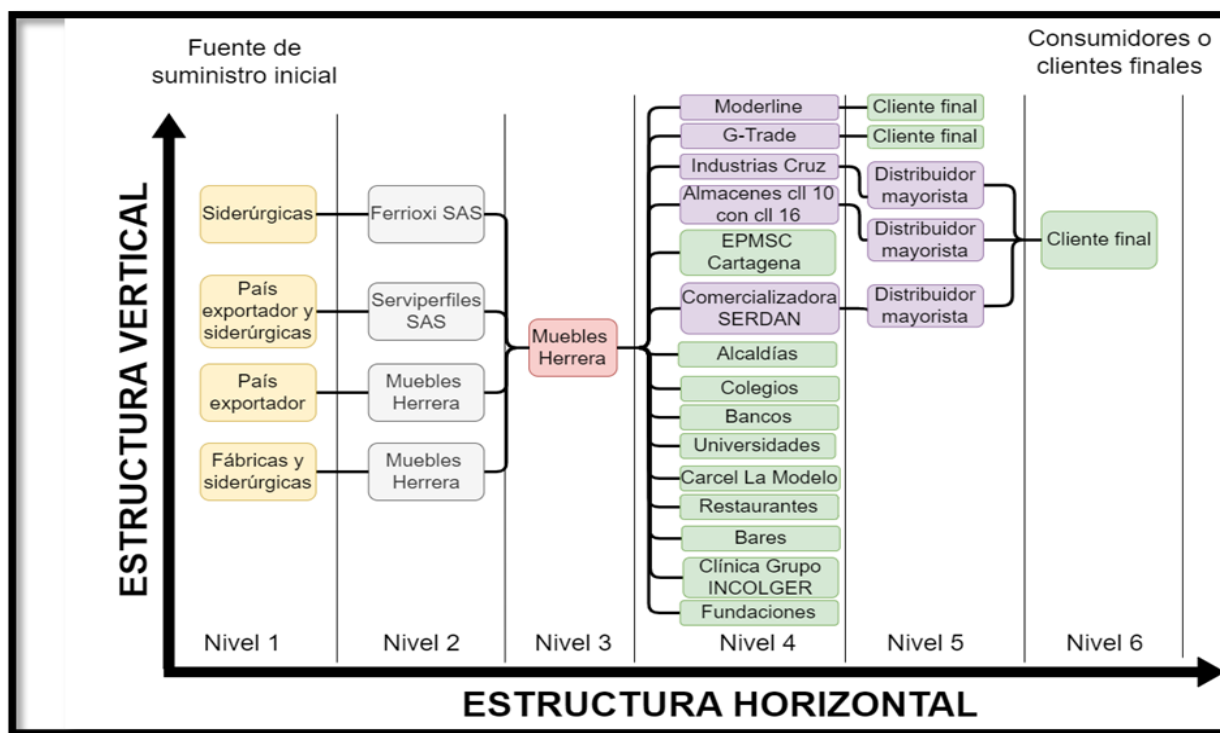 Fuente de
suministro inicial
Consumidores o
clientes finales
ESTRUCTURA VERTICAL
Siderúrgicas
País
exportador y
siderúrgicas
País
exportador
Fábricas y
siderúrgicas
Ferrioxi SAS
Serviperfiles
SAS
Muebles
Herrera
Muebles
Herrera
Muebles
Herrera
Moderline
G-Trade
Industrias Cruz
Almacenes cll 10
con cll 16
EPMSC
Cartagena
Comercializadora
SERDAN
Alcaldías
Colegios
Bancos
Universidades
Carcel La Modelo
Restaurantes
Bares
Clínica Grupo
INCOLGER
Fundaciones
Cliente final
Cliente final
Distribuidor
mayorista
Distribuidor
mayorista
Distribuidor
mayorista
Cliente final
Nivel 1
Nivel 2
Nivel 3
Nivel 4
Nivel 5
Nivel 6
ESTRUCTURA HORIZONTAL